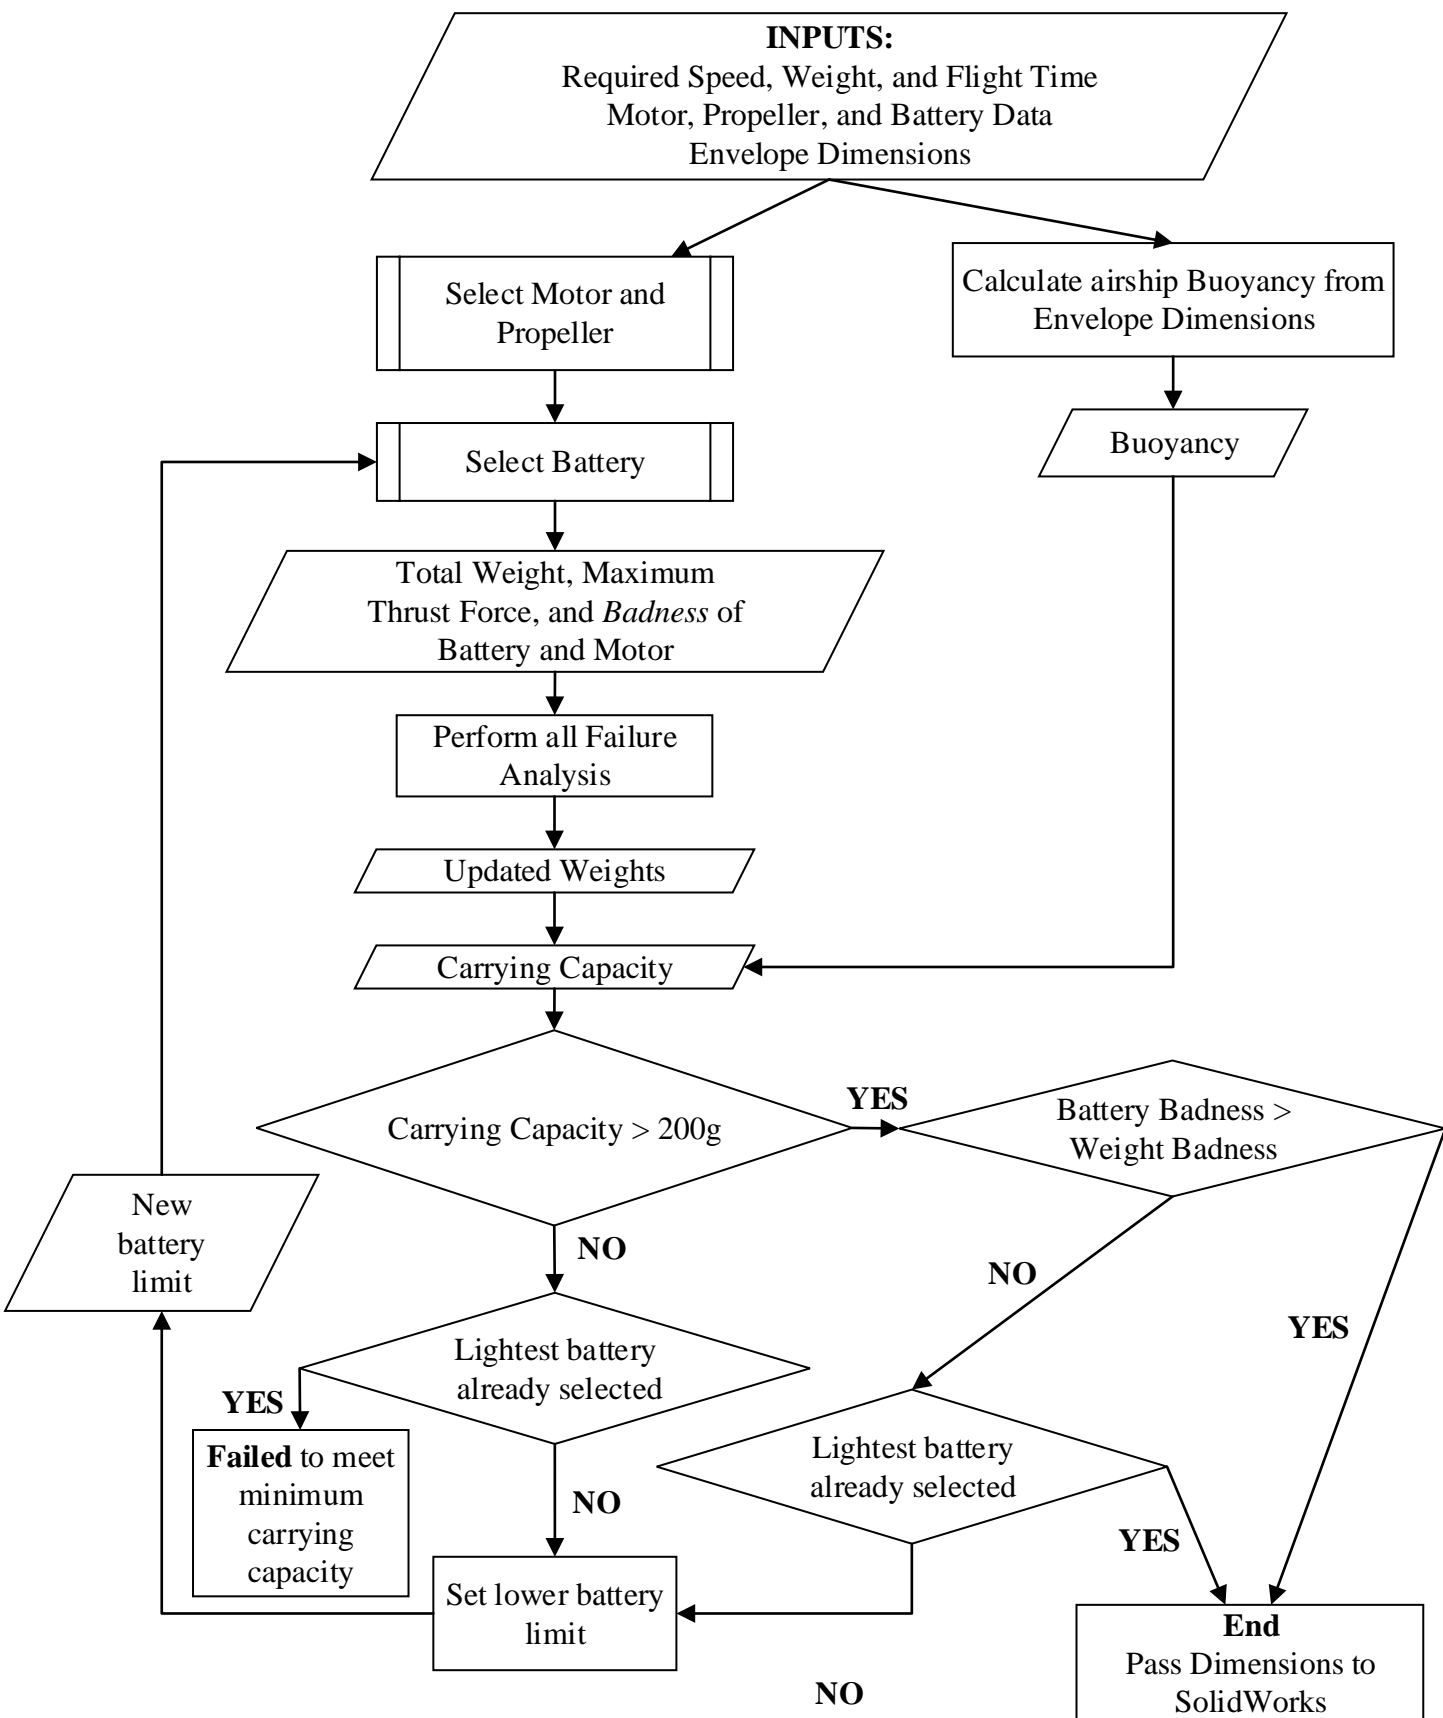 INPUTS:
Required Speed, Weight, and Flight Time
Motor, Propeller, and Battery Data
Envelope Dimensions
Select Motor and
Propeller
Calculate airship Buoyancy from
Envelope Dimensions
Select Battery
Buoyancy
Total Weight, Maximum
Thrust Force, and Badness of
Battery and Motor
Perform all Failure
Analysis
Updated Weights
Carrying Capacity
Carrying Capacity > 200g
YES
Battery Badness >
Weight Badness
New
battery
limit
NO
NO
YES
Lightest battery
already selected
YES
Failed to meet
minimum
carrying
capacity
NO
Lightest battery
already selected
YES
Set lower battery
limit
End
Pass Dimensions to
SolidWorks
NO